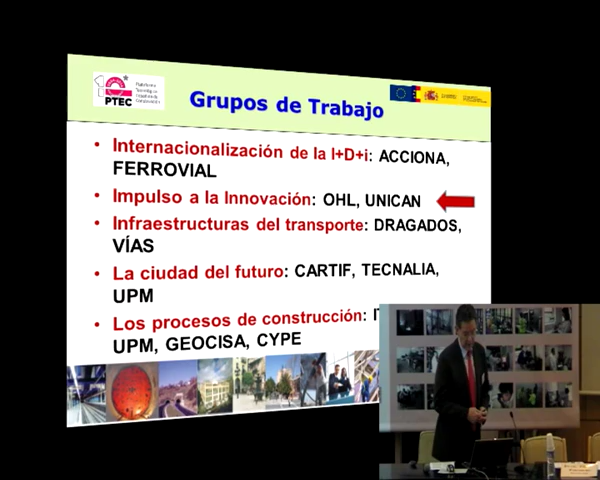 PTEC
Grupos de Trabajo
• Internacionalización de la I+D+i: ACCIONA,
FERROVIAL
• Impulso a la Innovación: OHL, UNICAN
• Infraestructuras del transporte: DRAGADOS,
VÍAS
• La ciudad del futuro: CARTIF, TECNALIA,
UPM
• Los procesos de construcción:
UPM, GEOCISA, CYPE